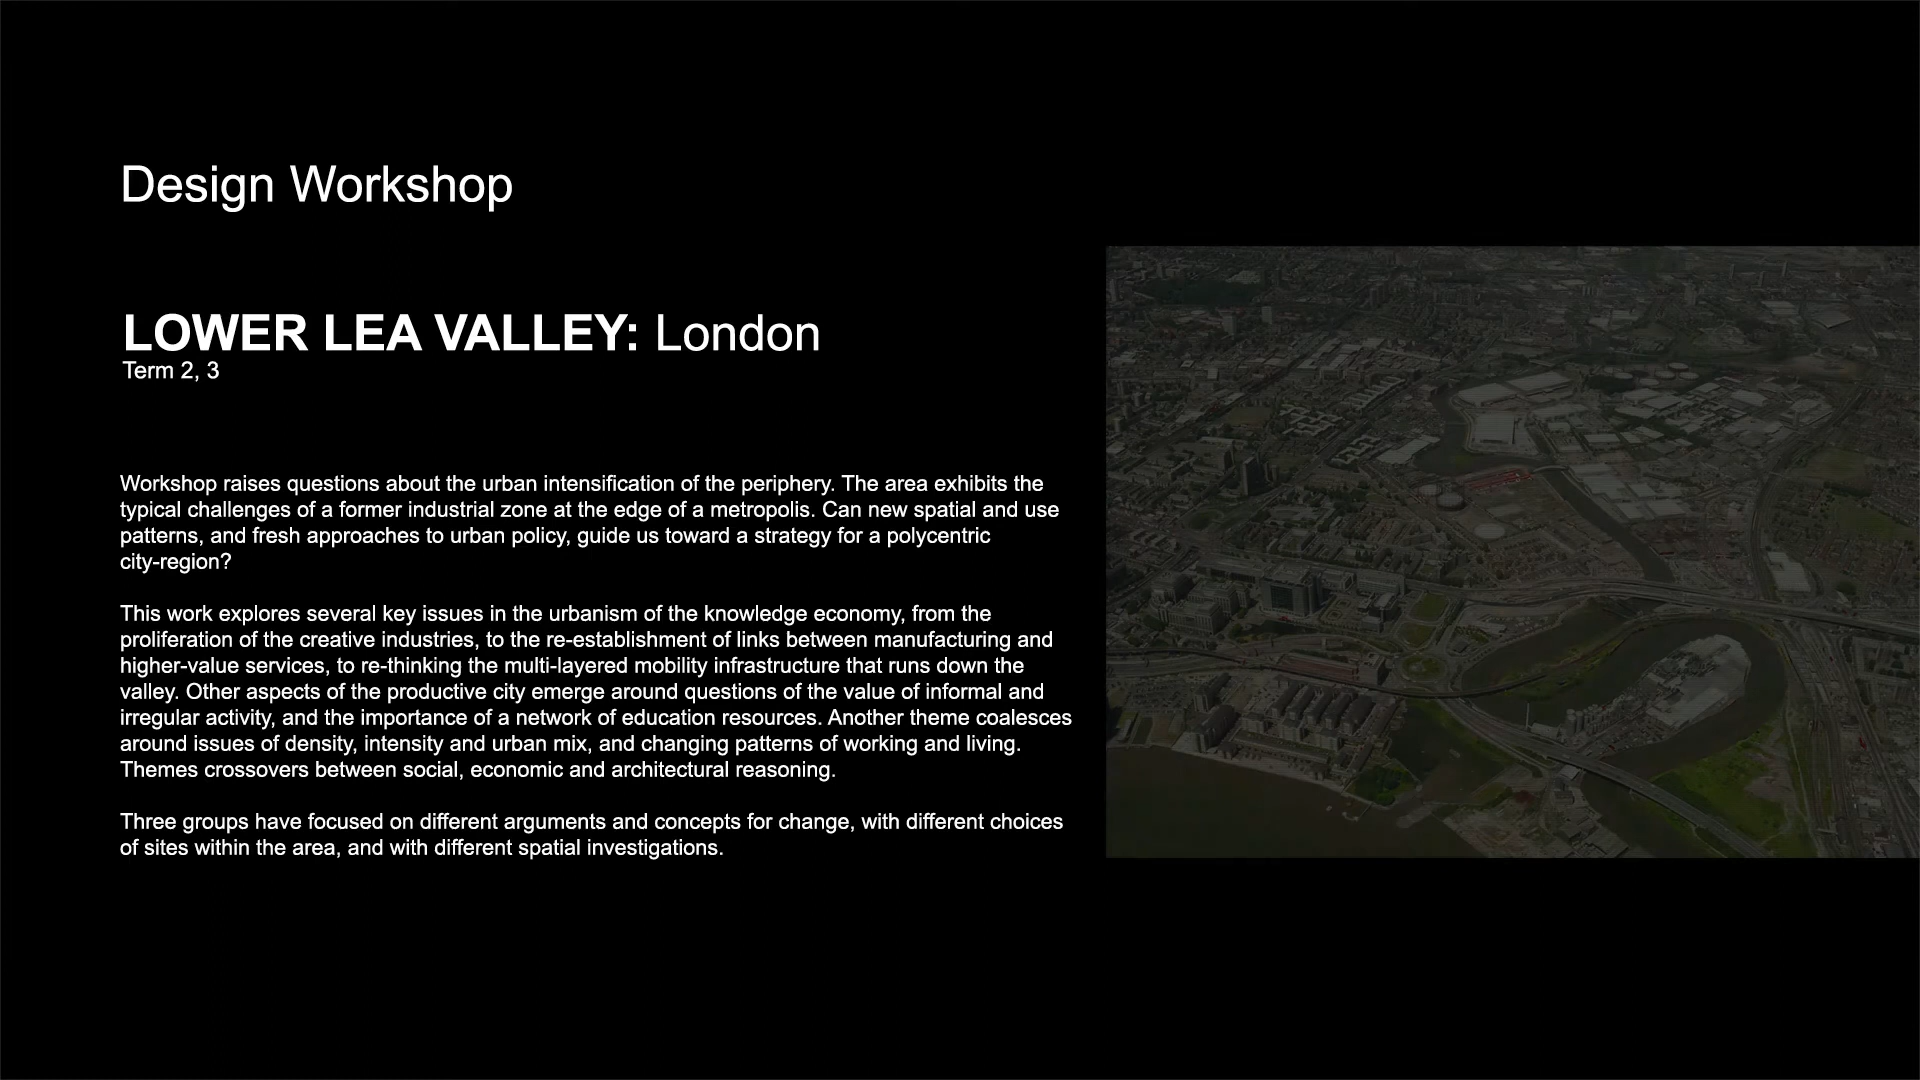 Design Workshop
LOWER LEA VALLEY: London
Term 2, 3
Workshop raises questions about the urban intensification of the periphery. The area exhibits the
typical challenges of a former industrial zone at the edge of a metropolis. Can new spatial and use
patterns, and fresh approaches to urban policy, guide us toward a strategy for a polycentric
city-region?
This work explores several key issues in the urbanism of the knowledge economy, from the
proliferation of the creative industries, to the re-establishment of links between manufacturing and
higher-value services, to re-thinking the multi-layered mobility infrastructure that runs down the
valley. Other aspects of the productive city emerge around questions of the value of informal and
irregular activity, and the importance of a network of education resources. Another theme coalesces
around issues of density, intensity and urban mix, and changing patterns of working and living.
Themes crossovers between social, economic and architectural reasoning.
Three groups have focused on different arguments and concepts for change, with different choices
of sites within the area, and with different spatial investigations.